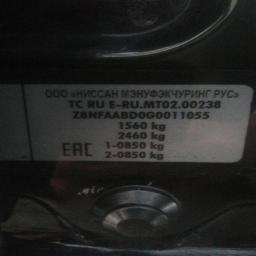 ООО «НИССАН МЭНУФЭКЧУРИНГ РУС»
TC RU E-RU.MT02.00238
Z8NFAABD0G0011055
1560 kg
2460 kg
EAC 1-0850 kg
2-0850 kg